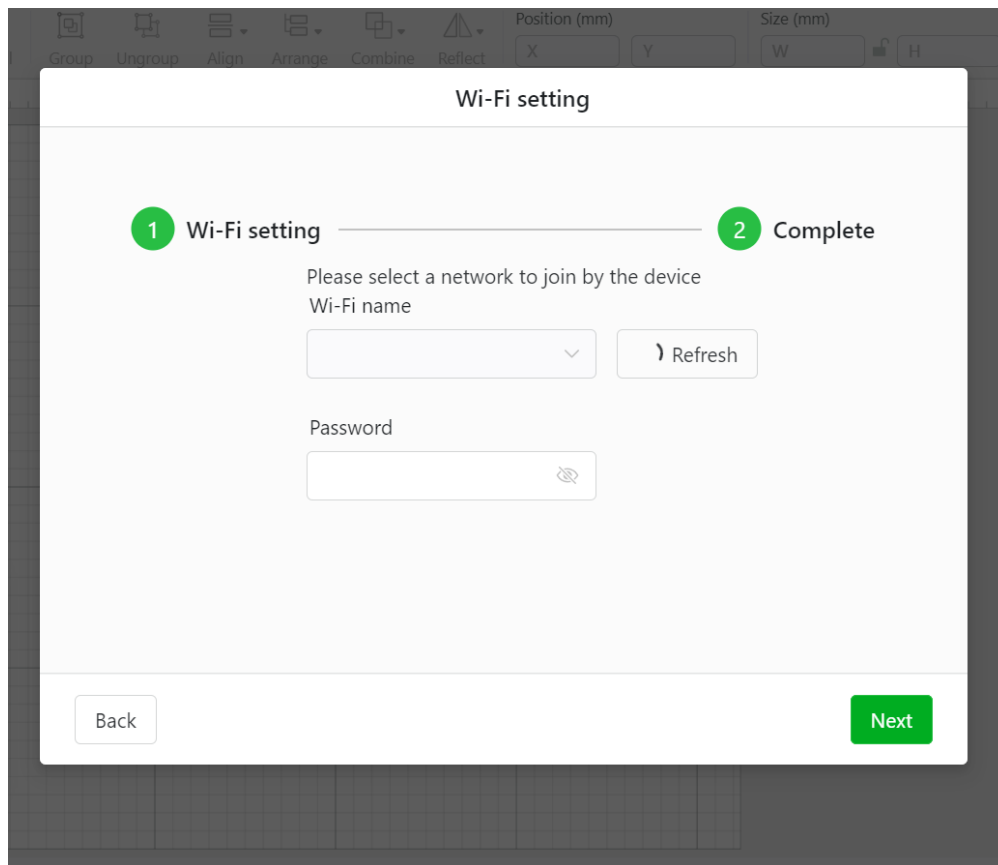 Position (mm)
Size (mm)
X
Y
W
H
Group
Ungroup
Align
Arrange
Combine
Reflect
Wi-Fi setting
1
Wi-Fi setting
2
Complete
Please select a network to join by the device
Wi-Fi name
Refresh
Password
Back
Next